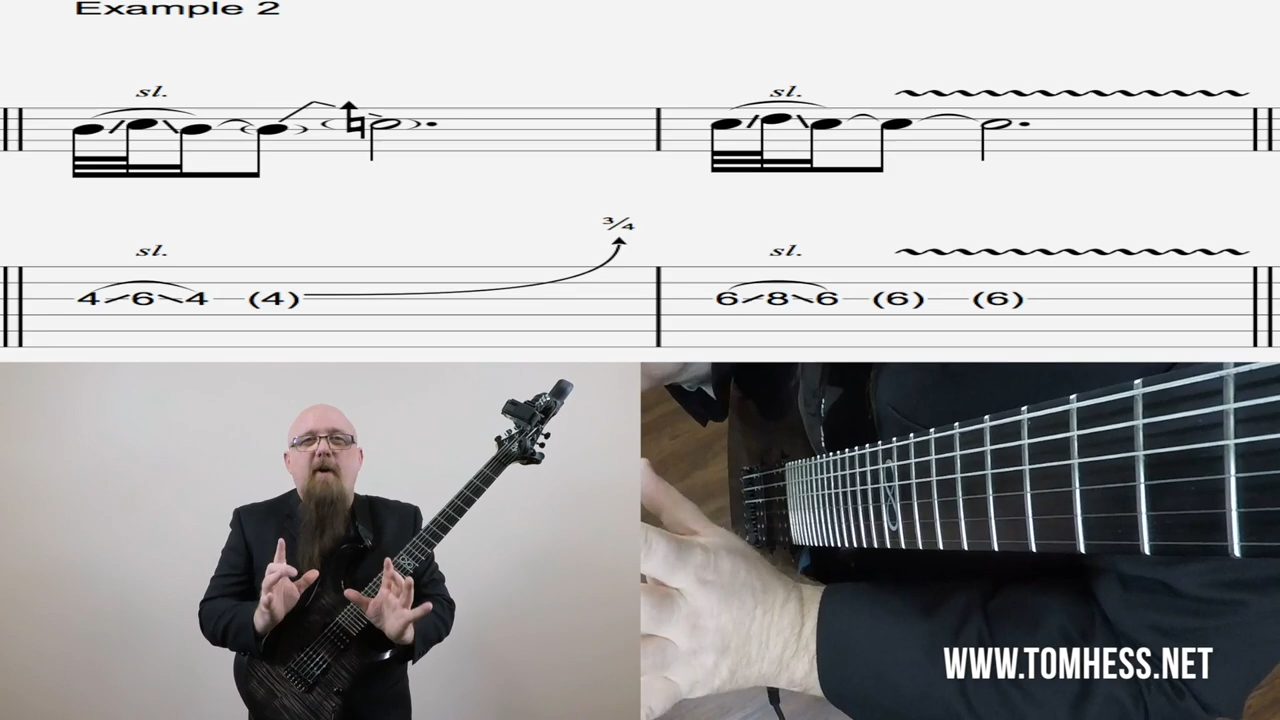 Example 2
sl. sl.
3/4
sl. sl.
4 6 4 (4) 6 8 6 (6) (6)
WWW.TOMHESS.NET